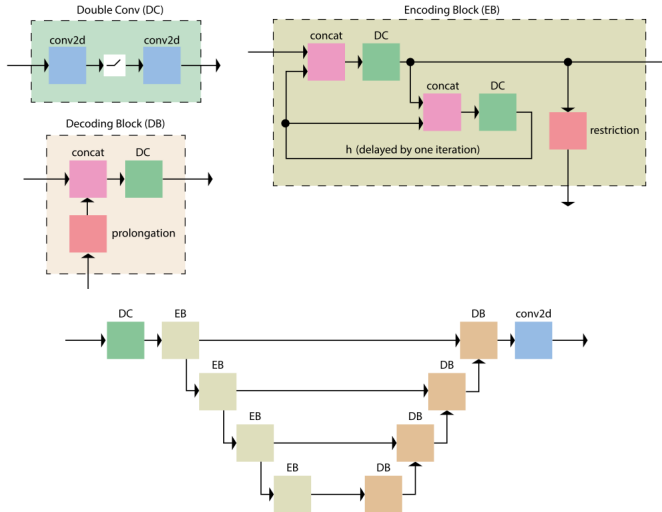 Double Conv (DC)
conv2d
conv2d
Encoding Block (EB)
concat
DC
concat
DC
h (delayed by one iteration)
restriction
Decoding Block (DB)
concat
DC
prolongation
DC
EB
DB
conv2d
EB
DB
EB
DB
EB
DB